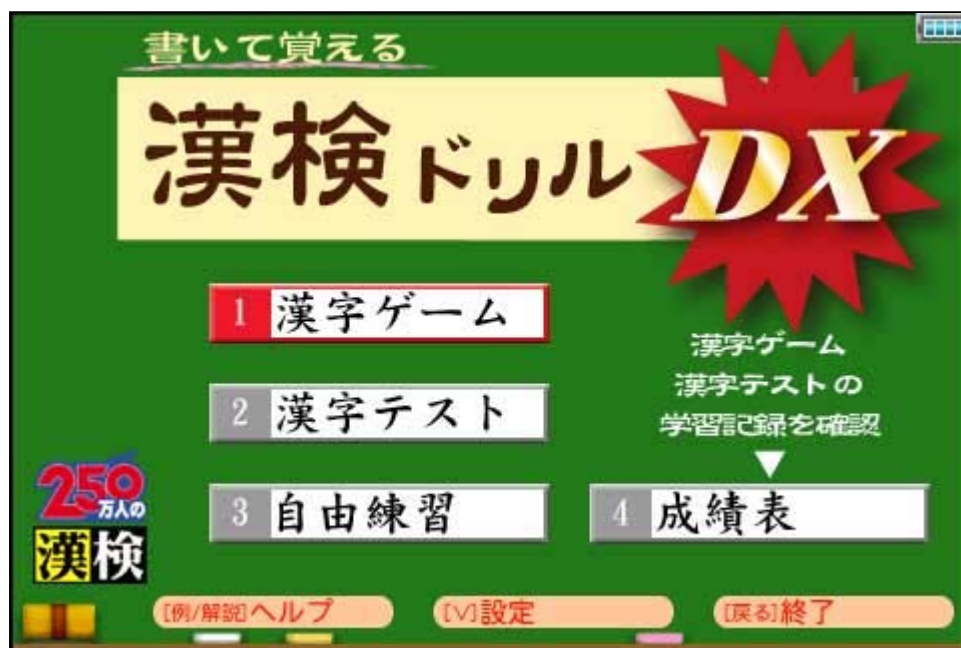 書いて覚える
漢検ドリル DX
1 漢字ゲーム
漢字ゲーム
漢字テストの
学習記録を確認
2 漢字テスト
3 自由練習
4 成績表
250
万人の
漢検
[例/解説]ヘルプ
[V]設定
[戻る]終了